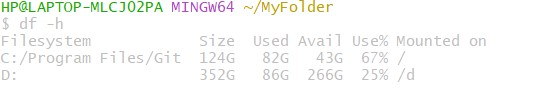 HP@LAPTOP-MLCJ02PA MINGW64 ~/MyFolder
$ df -h
Filesystem            Size  Used Avail Use% Mounted on
C:/Program Files/Git  124G   82G   43G  67% /
D:                    352G   86G  266G  25% /d